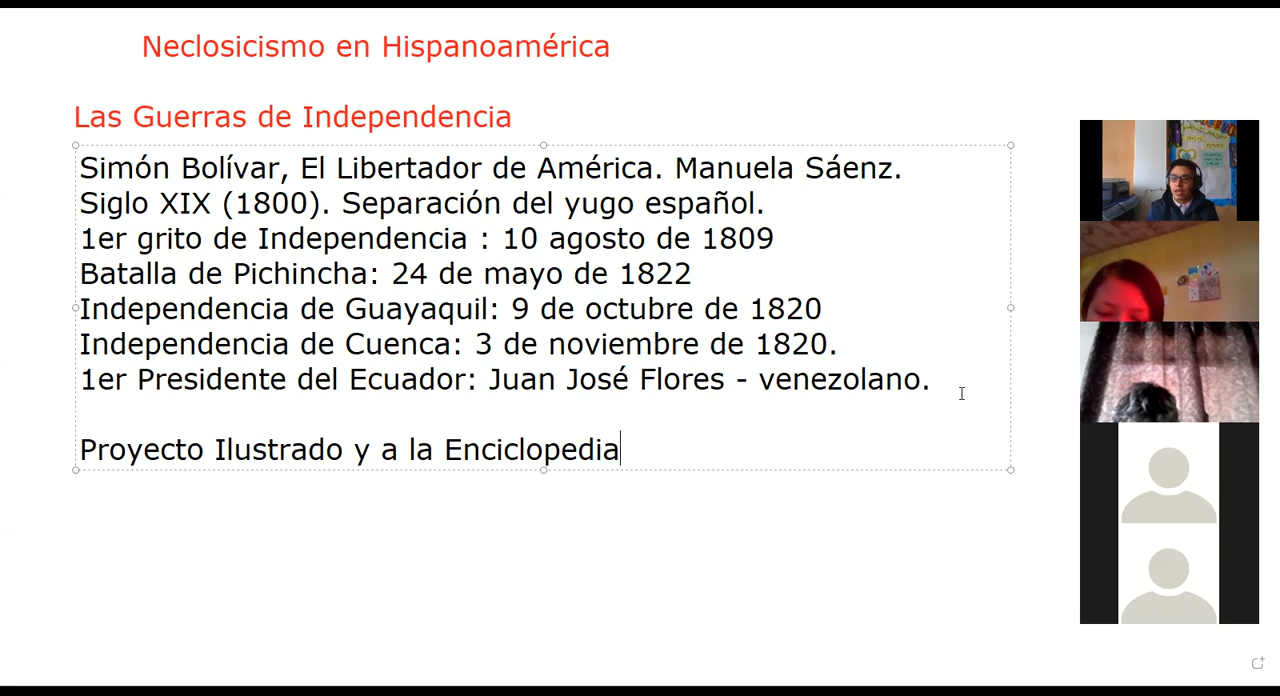 Neclosicismo en Hispanoamérica
Las Guerras de Independencia
Simón Bolívar, El Libertador de América. Manuela Sáenz.
Siglo XIX (1800). Separación del yugo español.
1er grito de Independencia : 10 agosto de 1809
Batalla de Pichincha: 24 de mayo de 1822
Independencia de Guayaquil: 9 de octubre de 1820
Independencia de Cuenca: 3 de noviembre de 1820.
1er Presidente del Ecuador: Juan José Flores - venezolano.
Proyecto Ilustrado y a la Enciclopedia